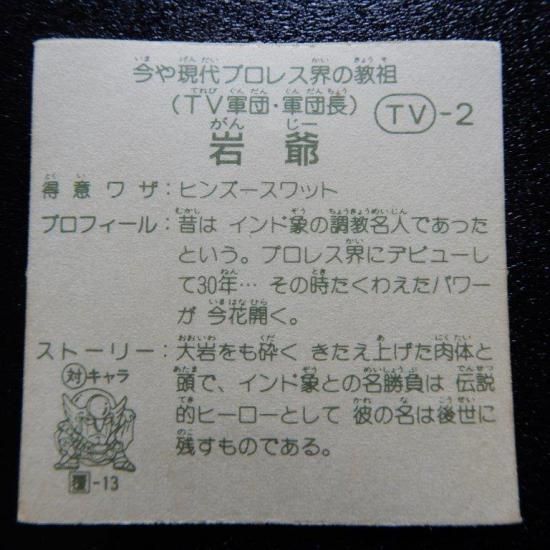 今や現代プロレス界の教祖
(TV軍団・軍団長) TV-2
岩爺
得意ワザ:ヒンズースワット
プロフィール:昔は インド象の調教名人であった
という。プロレス界にデビューし
て30年… その時たくわえたパワー
が 今花開く。
ストーリー:大岩をも砕く きたえ上げた肉体と
頭で、インド象との名勝負は 伝説
的ヒーローとして 彼の名は後世に
残すものである。
対キャラ
覆-13